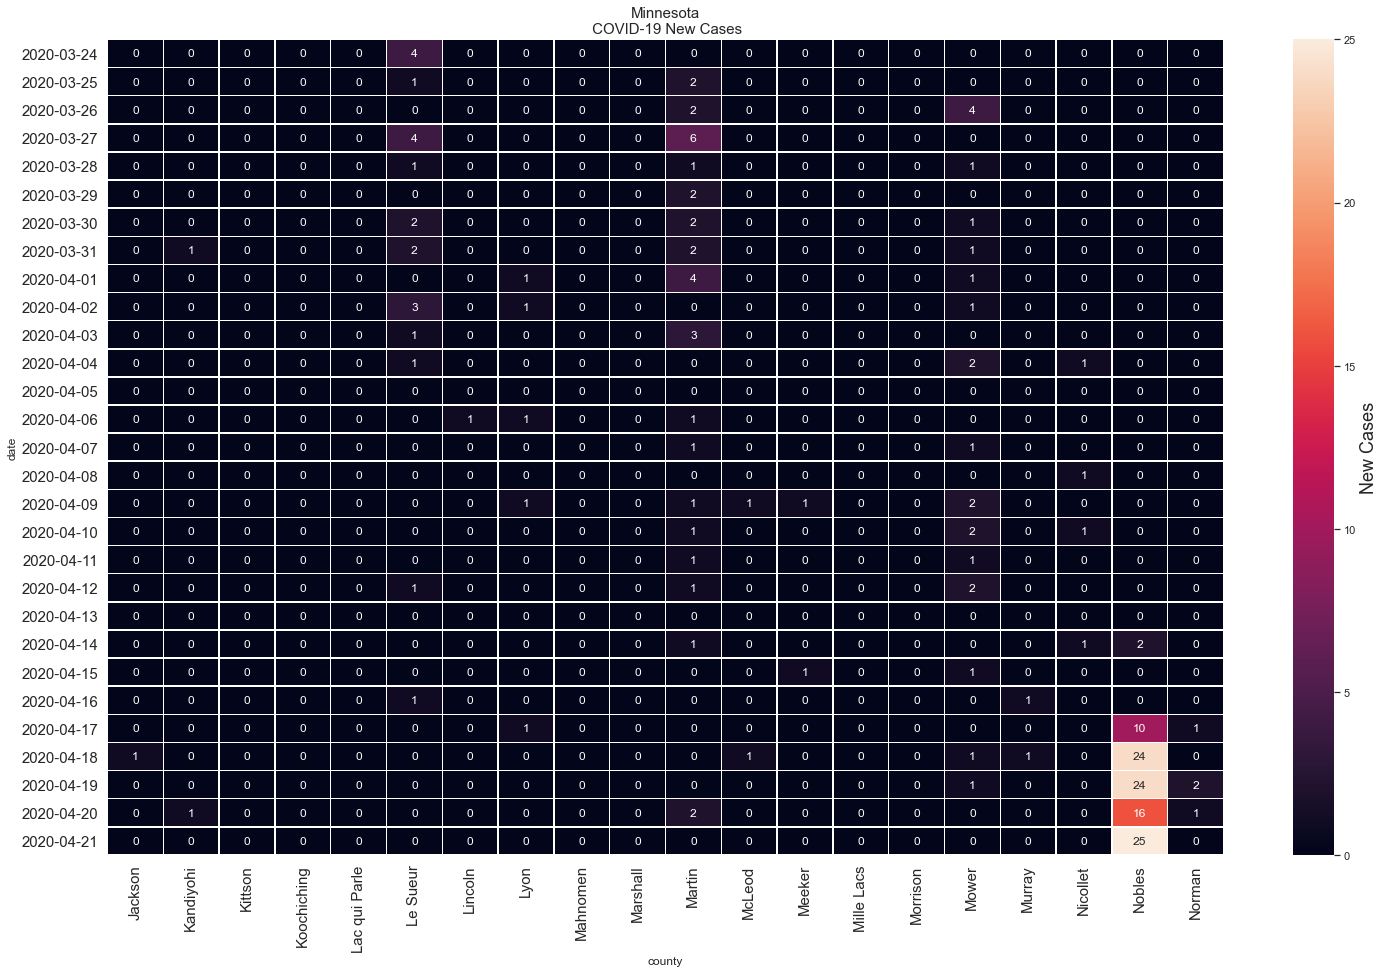 Minnesota
COVID-19 New Cases
2020-03-24 0 0 0 0 0 4 0 0 0 0 0 0 0 0 0 0 0 0 0 0
2020-03-25 0 0 0 0 0 1 0 0 0 0 2 0 0 0 0 0 0 0 0 0
2020-03-26 0 0 0 0 0 0 0 0 0 0 2 0 0 0 0 4 0 0 0 0
2020-03-27 0 0 0 0 0 4 0 0 0 0 6 0 0 0 0 0 0 0 0 0
2020-03-28 0 0 0 0 0 1 0 0 0 0 1 0 0 0 0 1 0 0 0 0
2020-03-29 0 0 0 0 0 0 0 0 0 0 2 0 0 0 0 0 0 0 0 0
2020-03-30 0 0 0 0 0 2 0 0 0 0 2 0 0 0 0 1 0 0 0 0
2020-03-31 0 1 0 0 0 2 0 0 0 0 2 0 0 0 0 1 0 0 0 0
2020-04-01 0 0 0 0 0 0 0 1 0 0 4 0 0 0 0 1 0 0 0 0
2020-04-02 0 0 0 0 0 3 0 1 0 0 0 0 0 0 0 1 0 0 0 0
2020-04-03 0 0 0 0 0 1 0 0 0 0 3 0 0 0 0 0 0 0 0 0
2020-04-04 0 0 0 0 0 1 0 0 0 0 0 0 0 0 0 2 0 1 0 0
2020-04-05 0 0 0 0 0 0 0 0 0 0 0 0 0 0 0 0 0 0 0 0
2020-04-06 0 0 0 0 0 0 1 1 0 0 1 0 0 0 0 0 0 0 0 0
2020-04-07 0 0 0 0 0 0 0 0 0 0 1 0 0 0 0 1 0 0 0 0
2020-04-08 0 0 0 0 0 0 0 0 0 0 0 0 0 0 0 0 0 1 0 0
2020-04-09 0 0 0 0 0 0 0 1 0 0 1 1 1 0 0 2 0 0 0 0
2020-04-10 0 0 0 0 0 0 0 0 0 0 1 0 0 0 0 2 0 1 0 0
2020-04-11 0 0 0 0 0 0 0 0 0 0 1 0 0 0 0 1 0 0 0 0
2020-04-12 0 0 0 0 0 1 0 0 0 0 1 0 0 0 0 2 0 0 0 0
2020-04-13 0 0 0 0 0 0 0 0 0 0 0 0 0 0 0 0 0 0 0 0
2020-04-14 0 0 0 0 0 0 0 0 0 0 1 0 0 0 0 0 0 1 2 0
2020-04-15 0 0 0 0 0 0 0 0 0 0 0 0 1 0 0 1 0 0 0 0
2020-04-16 0 0 0 0 0 1 0 0 0 0 0 0 0 0 0 0 1 0 0 0
2020-04-17 0 0 0 0 0 0 0 1 0 0 0 0 0 0 0 0 0 0 10 1
2020-04-18 1 0 0 0 0 0 0 0 0 0 0 1 0 0 0 1 1 0 24 0
2020-04-19 0 0 0 0 0 0 0 0 0 0 0 0 0 0 0 1 0 0 24 2
2020-04-20 0 1 0 0 0 0 0 0 0 0 2 0 0 0 0 0 0 0 16 1
2020-04-21 0 0 0 0 0 0 0 0 0 0 0 0 0 0 0 0 0 0 25 0
date
Jackson
Kandiyohi
Kittson
Koochiching
Lac qui Parle
Le Sueur
Lincoln
Lyon
Mahnomen
Marshall
Martin
McLeod
Meeker
Mille Lacs
Morrison
Mower
Murray
Nicollet
Nobles
Norman
county
25
20
15
10
5
0
New Cases